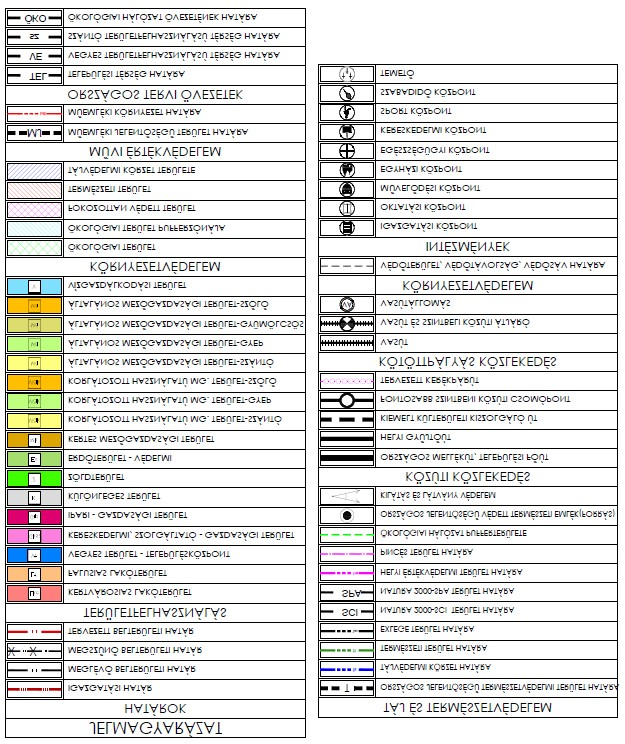 JELMAGYARÁZAT
HATÁROK
IGAZGATÁSI HATÁR
MEGLÉVŐ BELTERÜLETI HATÁR
MEGSZŰNŐ BELTERÜLETI HATÁR
TERVEZETT BELTERÜLETI HATÁR
TERÜLETFELHASZNÁLÁS
KERTVÁROSIAS LAKÓTERÜLET
FALUSIAS LAKÓTERÜLET
VEGYES TERÜLET - TELEPÜLÉSKÖZPONT
KERESKEDELMI, SZOLGÁLTATÓ - GAZDASÁGI TERÜLET
IPARI - GAZDASÁGI TERÜLET
KÜLÖNLEGES TERÜLET
ZÖLDTERÜLET
ERDŐTERÜLET - VÉDELMI
KERTES MEZŐGAZDASÁGI TERÜLET
KORLÁTOZOTT HASZNÁLATÚ MG. TERÜLET-SZÁNTÓ
KORLÁTOZOTT HASZNÁLATÚ MG. TERÜLET-GYEP
KORLÁTOZOTT HASZNÁLATÚ MG. TERÜLET-SZŐLŐ
ÁLTALÁNOS MEZŐGAZDASÁGI TERÜLET-SZÁNTÓ
ÁLTALÁNOS MEZŐGAZDASÁGI TERÜLET-GYEP
ÁLTALÁNOS MEZŐGAZDASÁGI TERÜLET-GYÜMÖLCSÖS
ÁLTALÁNOS MEZŐGAZDASÁGI TERÜLET-SZŐLŐ
VÍZGAZDÁLKODÁSI TERÜLET
KÖRNYEZETVÉDELEM
ÖKOLÓGIAI TERÜLET
ÖKOLÓGIAI TERÜLET PUFFERZÓNÁJA
FOKOZOTTAN VÉDETT TERÜLET
TERMÉSZETI TERÜLET
TÁJVÉDELMI KÖRZET TERÜLETE
MŰVI ÉRTÉKVÉDELEM
MJ MŰEMLÉKI JELENTŐSÉGŰ TERÜLET HATÁRA
MŰEMLÉKI KÖRNYEZET HATÁRA
ORSZÁGOS TERVI ÖVEZETEK
TEL TELEPÜLÉSI TÉRSÉG HATÁRA
VE VEGYES TERÜLETFELHASZNÁLÁSÚ TÉRSÉG HATÁRA
SZ SZÁNTÓ TERÜLETFELHASZNÁLÁSÚ TÉRSÉG HATÁRA
ÖKO ÖKOLÓGIAI HÁLÓZAT ÖVEZETÉNEK HATÁRA
TÁJ ÉS TERMÉSZETVÉDELEM
T ORSZÁGOS JELENTŐSÉGŰ TERMÉSZETVÉDELMI TERÜLET HATÁRA
TÁJVÉDELMI KÖRZET HATÁRA
TERMÉSZETI TERÜLET HATÁRA
EXLEGE TERÜLET HATÁRA
SCI NATURA 2000-SCI TERÜLET HATÁRA
SPA NATURA 2000-SPA TERÜLET HATÁRA
HELYI ÉRTÉKVÉDELMI TERÜLET HATÁRA
PINCÉS TERÜLET HATÁRA
ÖKOLÓGIAI HÁLÓZAT PUFFERTERÜLETE
ORSZÁGOS JELENTŐSÉGŰ VÉDETT TERMÉSZETI EMLÉK(FORRÁS)
KILÁTÁS ÉS LÁTVÁNY VÉDELEM
KÖZÚTI KÖZLEKEDÉS
ORSZÁGOS MELLÉKÚT, TELEPÜLÉSI FŐÚT
HELYI GYŰJTŐÚT
KIEMELT KÜLTERÜLETI KISZOLGÁLÓ ÚT
FONTOSABB SZINTBENI KÖZÚTI CSOMÓPONT
TERVEZETT KERÉKPÁRÚT
KÖTÖTTPÁLYÁS KÖZLEKEDÉS
VASÚT
VASÚT ÉS SZINTBELI KÖZÚTI ÁTJÁRÓ
VÁ VASÚTÁLLOMÁS
KÖRNYEZETVÉDELEM
VÉDŐTERÜLET, VÉDŐTÁVOLSÁG, VÉDŐSÁV HATÁRA
INTÉZMÉNYEK
IGAZGATÁSI KÖZPONT
OKTATÁSI KÖZPONT
MŰVELŐDÉSI KÖZPONT
EGYHÁZI KÖZPONT
EGÉSZSÉGÜGYI KÖZPONT
KERESKEDELMI KÖZPONT
SPORT KÖZPONT
SZABADIDŐ KÖZPONT
TEMETŐ